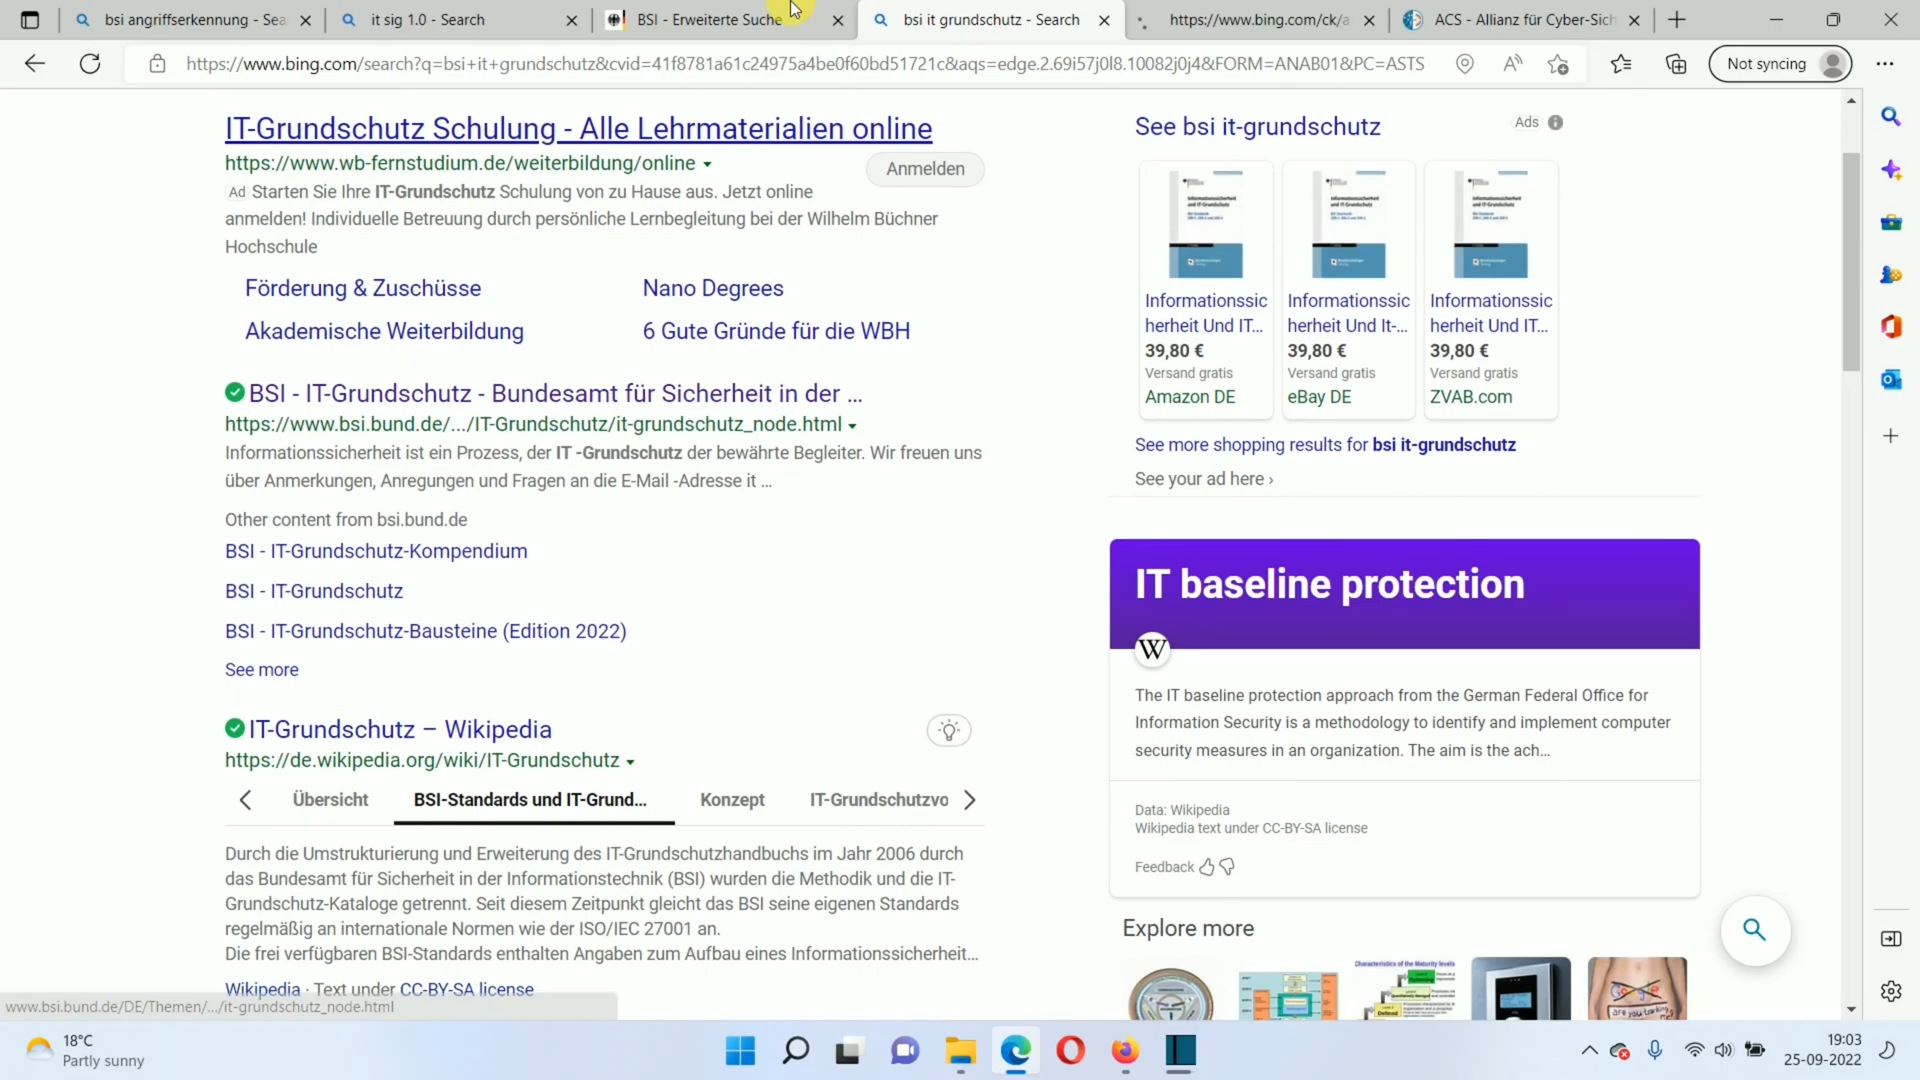 bsi angriffserkennung - Sea
it sig 1.0 - Search
BSI - Erweiterte Suche
bsi it grundschutz - Search
https://www.bing.com/ck/a
ACS - Allianz für Cyber-Sich
https://www.bing.com/search?q=bsi+it+grundschutz&cvid=41f8781a61c24975a4be0f60bd51721c&aqs=edge.2.69i57j0l8.10082j0j4&FORM=ANAB01&PC=ASTS
Not syncing
IT-Grundschutz Schulung - Alle Lehrmaterialien online
https://www.wb-fernstudium.de/weiterbildung/online
Anmelden
Ad Starten Sie Ihre IT-Grundschutz Schulung von zu Hause aus. Jetzt online
anmelden! Individuelle Betreuung durch persönliche Lernbegleitung bei der Wilhelm Büchner
Hochschule
Förderung & Zuschüsse
Nano Degrees
Akademische Weiterbildung
6 Gute Gründe für die WBH
BSI - IT-Grundschutz - Bundesamt für Sicherheit in der ...
https://www.bsi.bund.de/.../IT-Grundschutz/it-grundschutz_node.html
Informationssicherheit ist ein Prozess, der IT -Grundschutz der bewährte Begleiter. Wir freuen uns
über Anmerkungen, Anregungen und Fragen an die E-Mail -Adresse it ...
Other content from bsi.bund.de
BSI - IT-Grundschutz-Kompendium
BSI - IT-Grundschutz
BSI - IT-Grundschutz-Bausteine (Edition 2022)
See more
IT-Grundschutz – Wikipedia
https://de.wikipedia.org/wiki/IT-Grundschutz
Übersicht
BSI-Standards und IT-Grund...
Konzept
IT-Grundschutzvo
Durch die Umstrukturierung und Erweiterung des IT-Grundschutzhandbuchs im Jahr 2006 durch
das Bundesamt für Sicherheit in der Informationstechnik (BSI) wurden die Methodik und die IT-
Grundschutz-Kataloge getrennt. Seit diesem Zeitpunkt gleicht das BSI seine eigenen Standards
regelmäßig an internationale Normen wie der ISO/IEC 27001 an.
Die frei verfügbaren BSI-Standards enthalten Angaben zum Aufbau eines Informationssicherheit...
Wikipedia · Text under CC-BY-SA license
www.bsi.bund.de/DE/Themen/.../it-grundschutz_node.html
See bsi it-grundschutz
Ads
Informationssic
herheit Und IT...
39,80 €
Versand gratis
Amazon DE
Informationssic
herheit Und It-...
39,80 €
Versand gratis
eBay DE
Informationssic
herheit Und IT...
39,80 €
Versand gratis
ZVAB.com
See more shopping results for bsi it-grundschutz
See your ad here ›
IT baseline protection
W
The IT baseline protection approach from the German Federal Office for
Information Security is a methodology to identify and implement computer
security measures in an organization. The aim is the ach...
Data: Wikipedia
Wikipedia text under CC-BY-SA license
Feedback
Explore more
Characteristics of the Maturity levels
Google
are you tracking
18°C
Partly sunny
19:03
25-09-2022